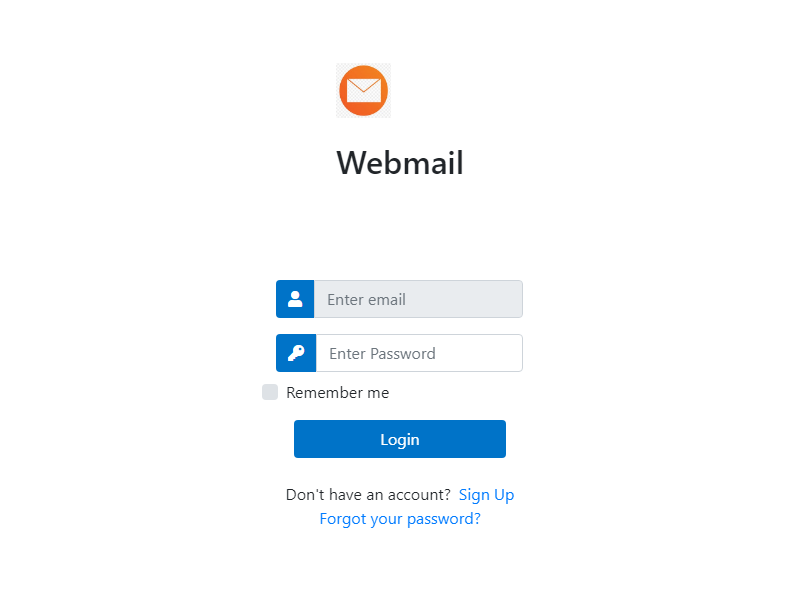 Webmail
Enter email
Enter Password
Remember me
Login
Don't have an account? Sign Up
Forgot your password?